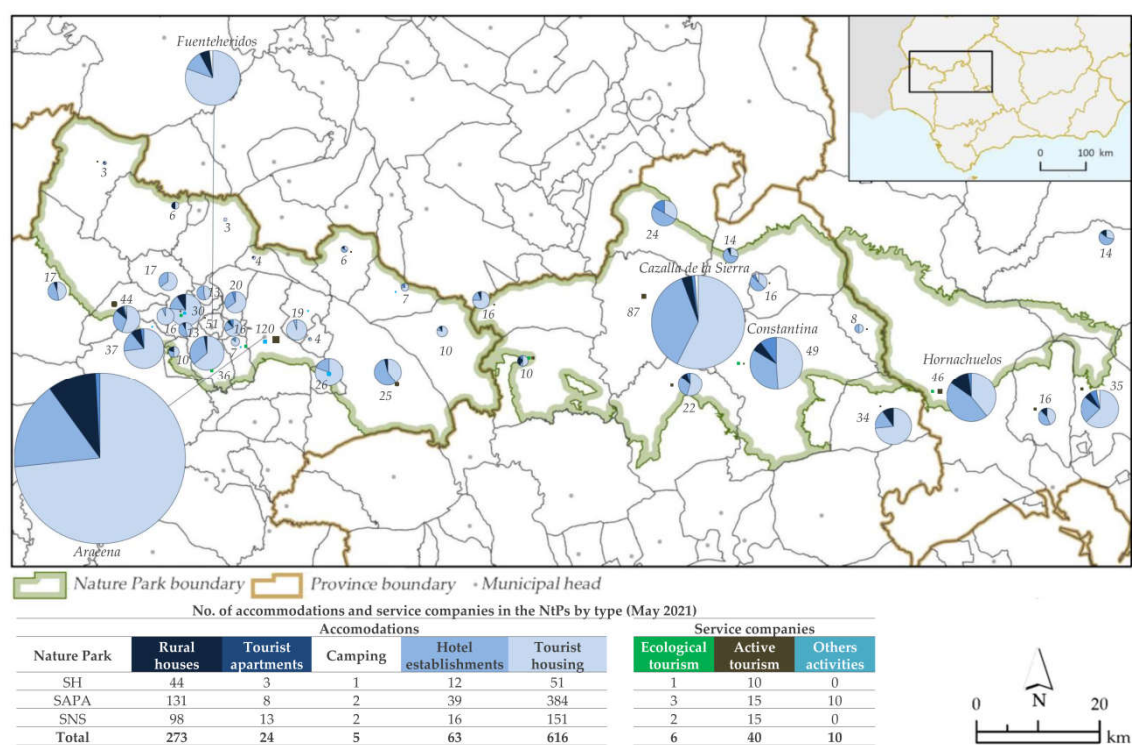 Fuenteheridos
0 100 km
3
6
3
4
6
7
17
17
44
13
20
30
16
13
51
18
120
19
4
37
10
7
36
26
25
10
16
10
24
14
14
Cazalla de la Sierra
87
16
8
Constantina
49
22
Hornachuelos
46
34
16
35
Aracena
Nature Park boundary Province boundary Municipal head
No. of accommodations and service companies in the NtPs by type (May 2021)
Accomodations Service companies
Nature Park Rural houses Tourist apartments Camping Hotel establishments Tourist housing Ecological tourism Active tourism Others activities
SH 44 3 1 12 51 1 10 0
SAPA 131 8 2 39 384 3 15 10
SNS 98 13 2 16 151 2 15 0
Total 273 24 5 63 616 6 40 10
N
0 20
km